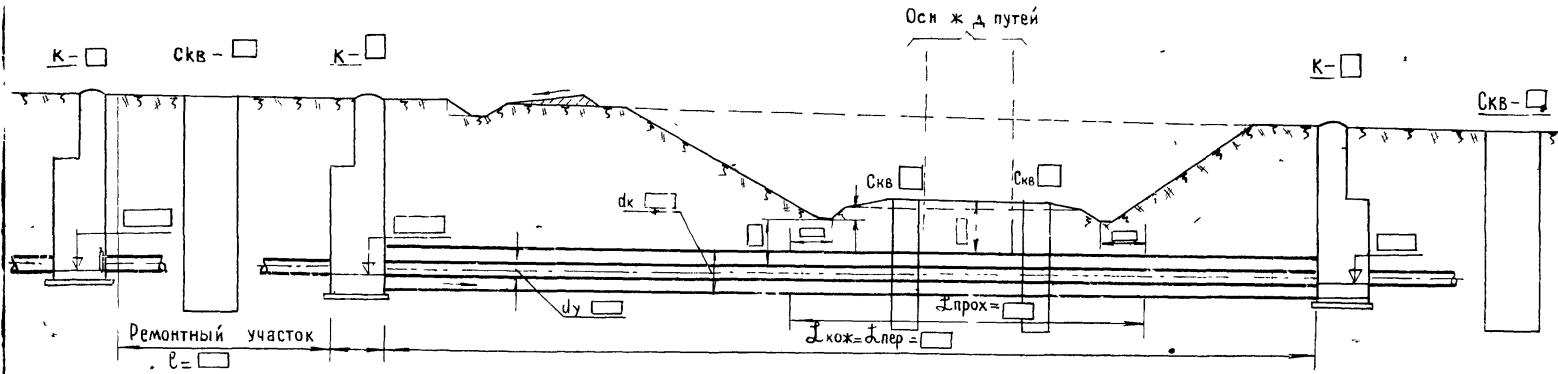 Оси ж д путей
К-
Скв-
К-
К-
Скв-
Скв
Скв
dк
dу
Lпрох=
Ремонтный участок
Lкож=Lпер=
ℓ=